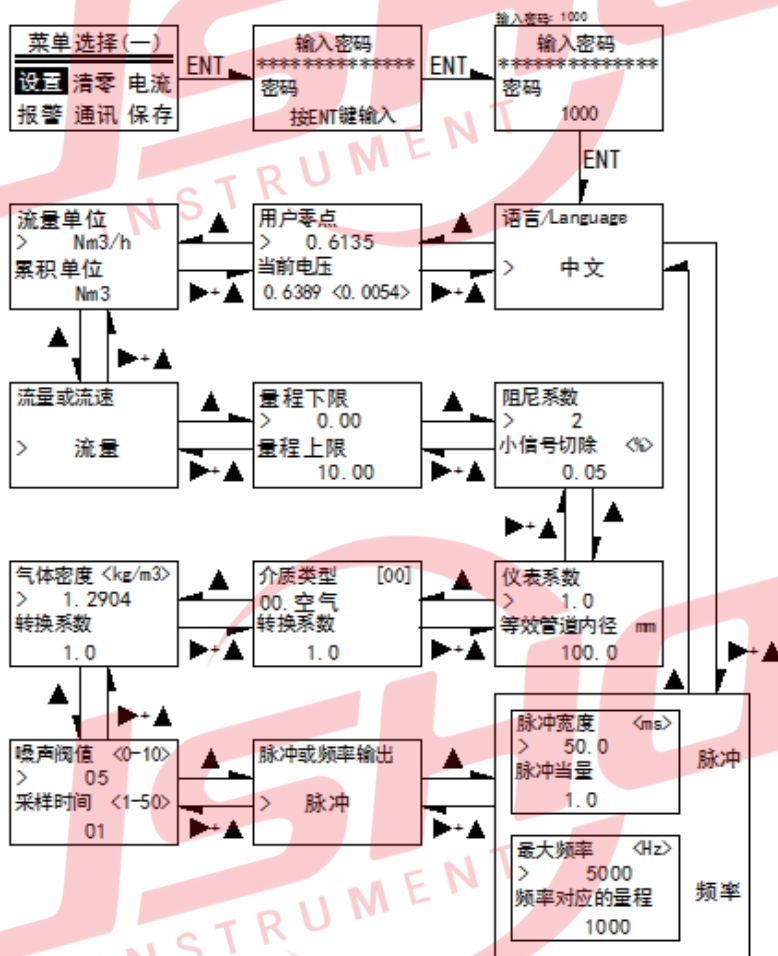 输入密码: 1000
菜单选择(一)
设置 清零 电流
报警 通讯 保存
ENT
输入密码
**************
密码
按ENT键输入
ENT
输入密码
**************
密码
1000
ENT
流量单位
> Nm3/h
累积单位
Nm3
▲
▶+▲
用户零点
> 0.6135
当前电压
0.6389 <0.0054>
▲
▶+▲
语言/Language
> 中文
▲
▶+▲
流量或流速
> 流量
▲
▶+▲
量程下限
> 0.00
量程上限
10.00
▲
▶+▲
阻尼系数
> 2
小信号切除 <%>
0.05
▶+▲
▲
气体密度 <kg/m3>
> 1.2904
转换系数
1.0
▲
▶+▲
介质类型 [00]
00.空气
转换系数
1.0
▲
▶+▲
仪表系数
> 1.0
等效管道内径 mm
100.0
▲
▶+▲
▲
▶+▲
噪声阀值 <0-10>
> 05
采样时间 <1-50>
01
▲
▶+▲
脉冲或频率输出
> 脉冲
▲
▶+▲
脉冲宽度 <ms>
> 50.0
脉冲当量
1.0
脉冲
最大频率 <Hz>
> 5000
频率对应的量程
1000
频率
INSTRUMENT
INSTRUMENT